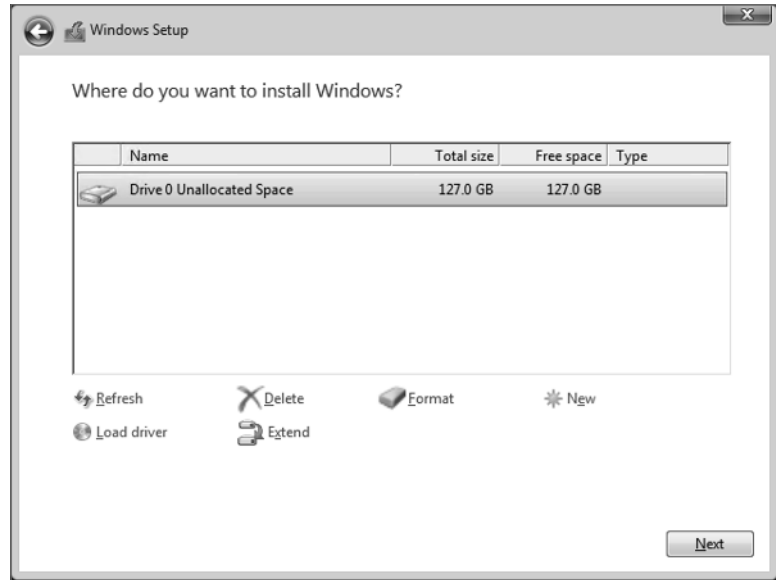 Windows Setup
Where do you want to install Windows?
Name Total size Free space Type
Drive 0 Unallocated Space 127.0 GB 127.0 GB
Refresh Delete Format New
Load driver Extend
Next